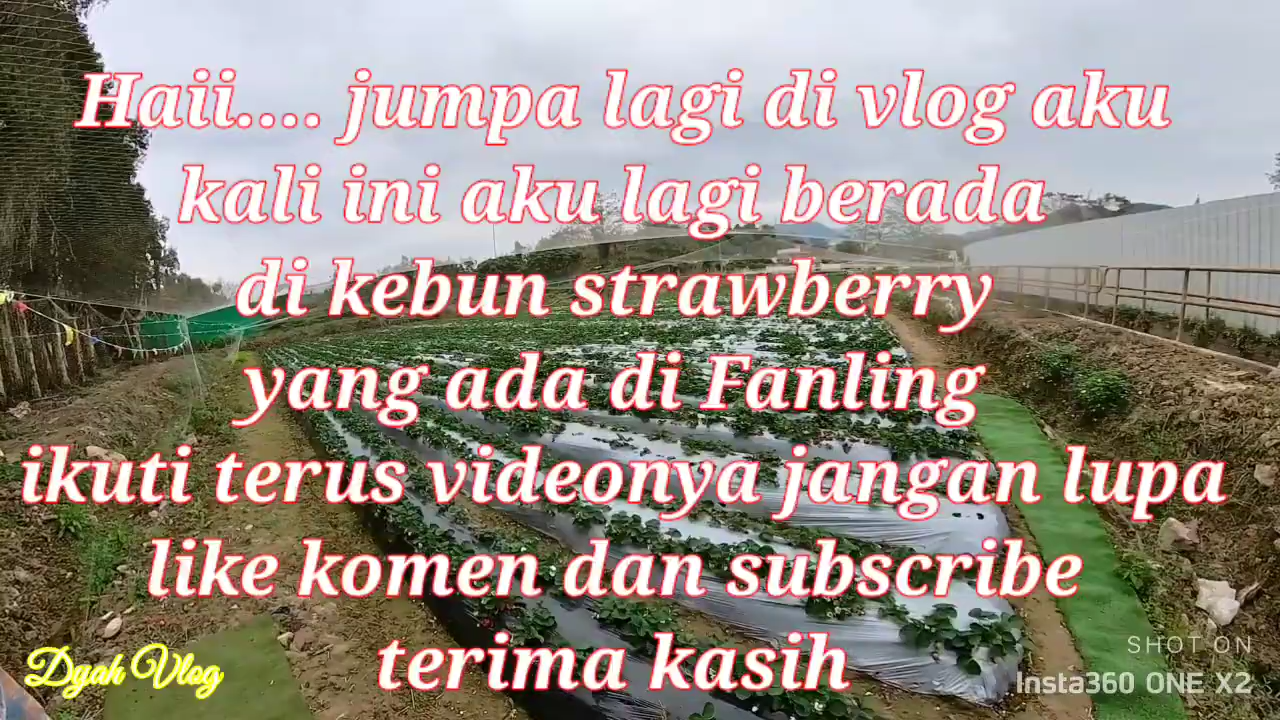 Haii.... jumpa lagi di vlog aku
kali ini aku lagi berada
di kebun strawberry
yang ada di Fanling
ikuti terus videonya jangan lupa
like komen dan subscribe
terima kasih
Dyah Vlog
SHOT ON
Insta360 ONE X2